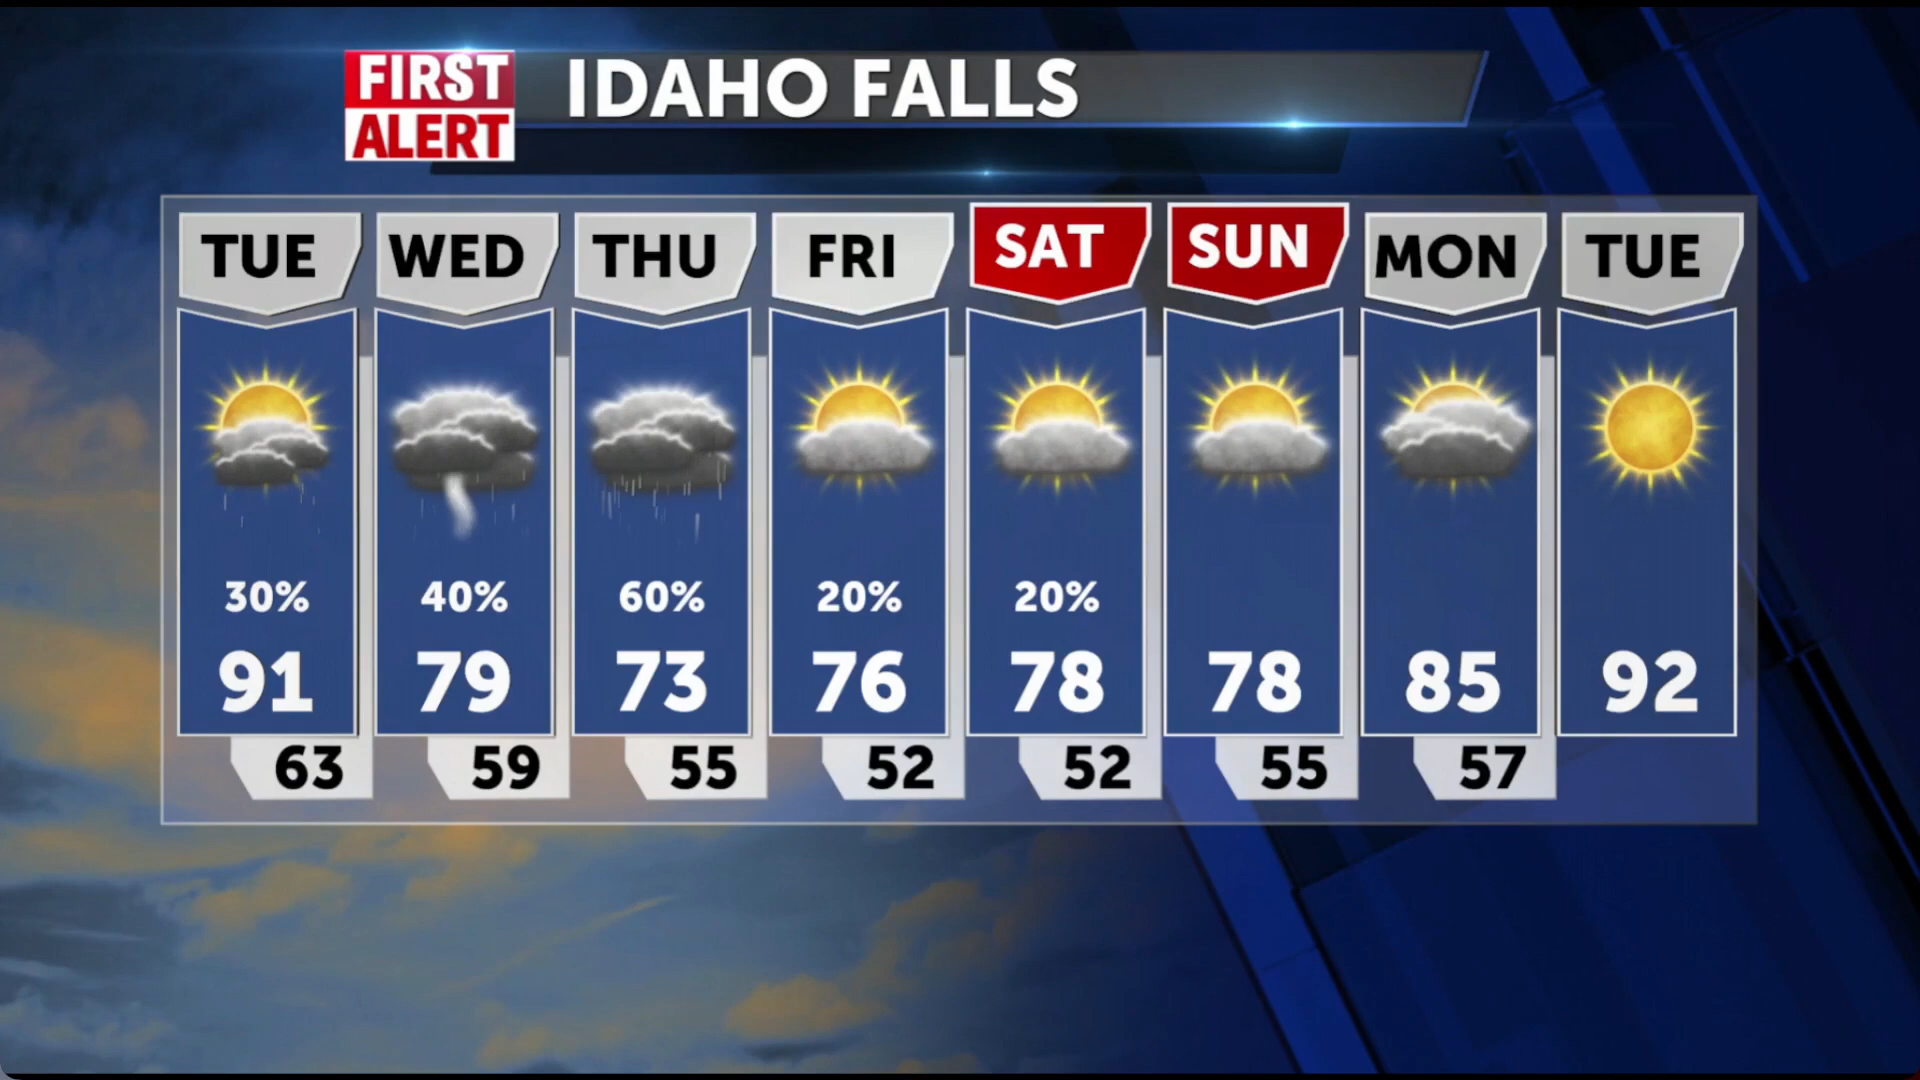 FIRST
ALERT
IDAHO FALLS
TUE WED THU FRI SAT SUN MON TUE
30% 40% 60% 20% 20%
91 79 73 76 78 78 85 92
63 59 55 52 52 55 57